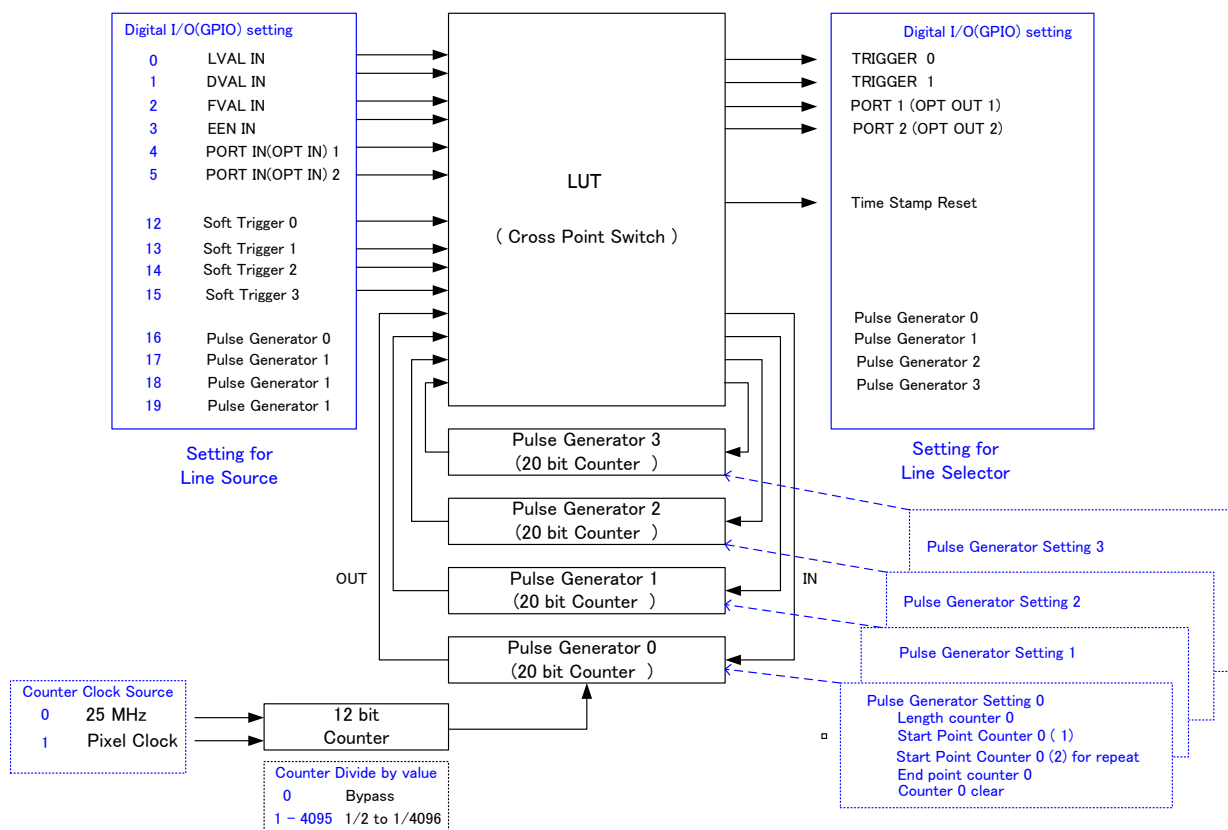 Digital I/O(GPIO) setting
0 LVAL IN
1 DVAL IN
2 FVAL IN
3 EEN IN
4 PORT IN(OPT IN) 1
5 PORT IN(OPT IN) 2
12 Soft Trigger 0
13 Soft Trigger 1
14 Soft Trigger 2
15 Soft Trigger 3
16 Pulse Generator 0
17 Pulse Generator 1
18 Pulse Generator 1
19 Pulse Generator 1
Setting for
Line Source
LUT
( Cross Point Switch )
Digital I/O(GPIO) setting
TRIGGER 0
TRIGGER 1
PORT 1 (OPT OUT 1)
PORT 2 (OPT OUT 2)
Time Stamp Reset
Pulse Generator 0
Pulse Generator 1
Pulse Generator 2
Pulse Generator 3
Setting for
Line Selector
Pulse Generator 3
(20 bit Counter )
Pulse Generator 2
(20 bit Counter )
Pulse Generator 1
(20 bit Counter )
Pulse Generator 0
(20 bit Counter )
OUT
IN
Pulse Generator Setting 3
Pulse Generator Setting 2
Pulse Generator Setting 1
Pulse Generator Setting 0
Length counter 0
Start Point Counter 0 ( 1)
Start Point Counter 0 (2) for repeat
End point counter 0
Counter 0 clear
Counter Clock Source
0 25 MHz
1 Pixel Clock
12 bit
Counter
Counter Divide by value
0 Bypass
1 - 4095 1/2 to 1/4096